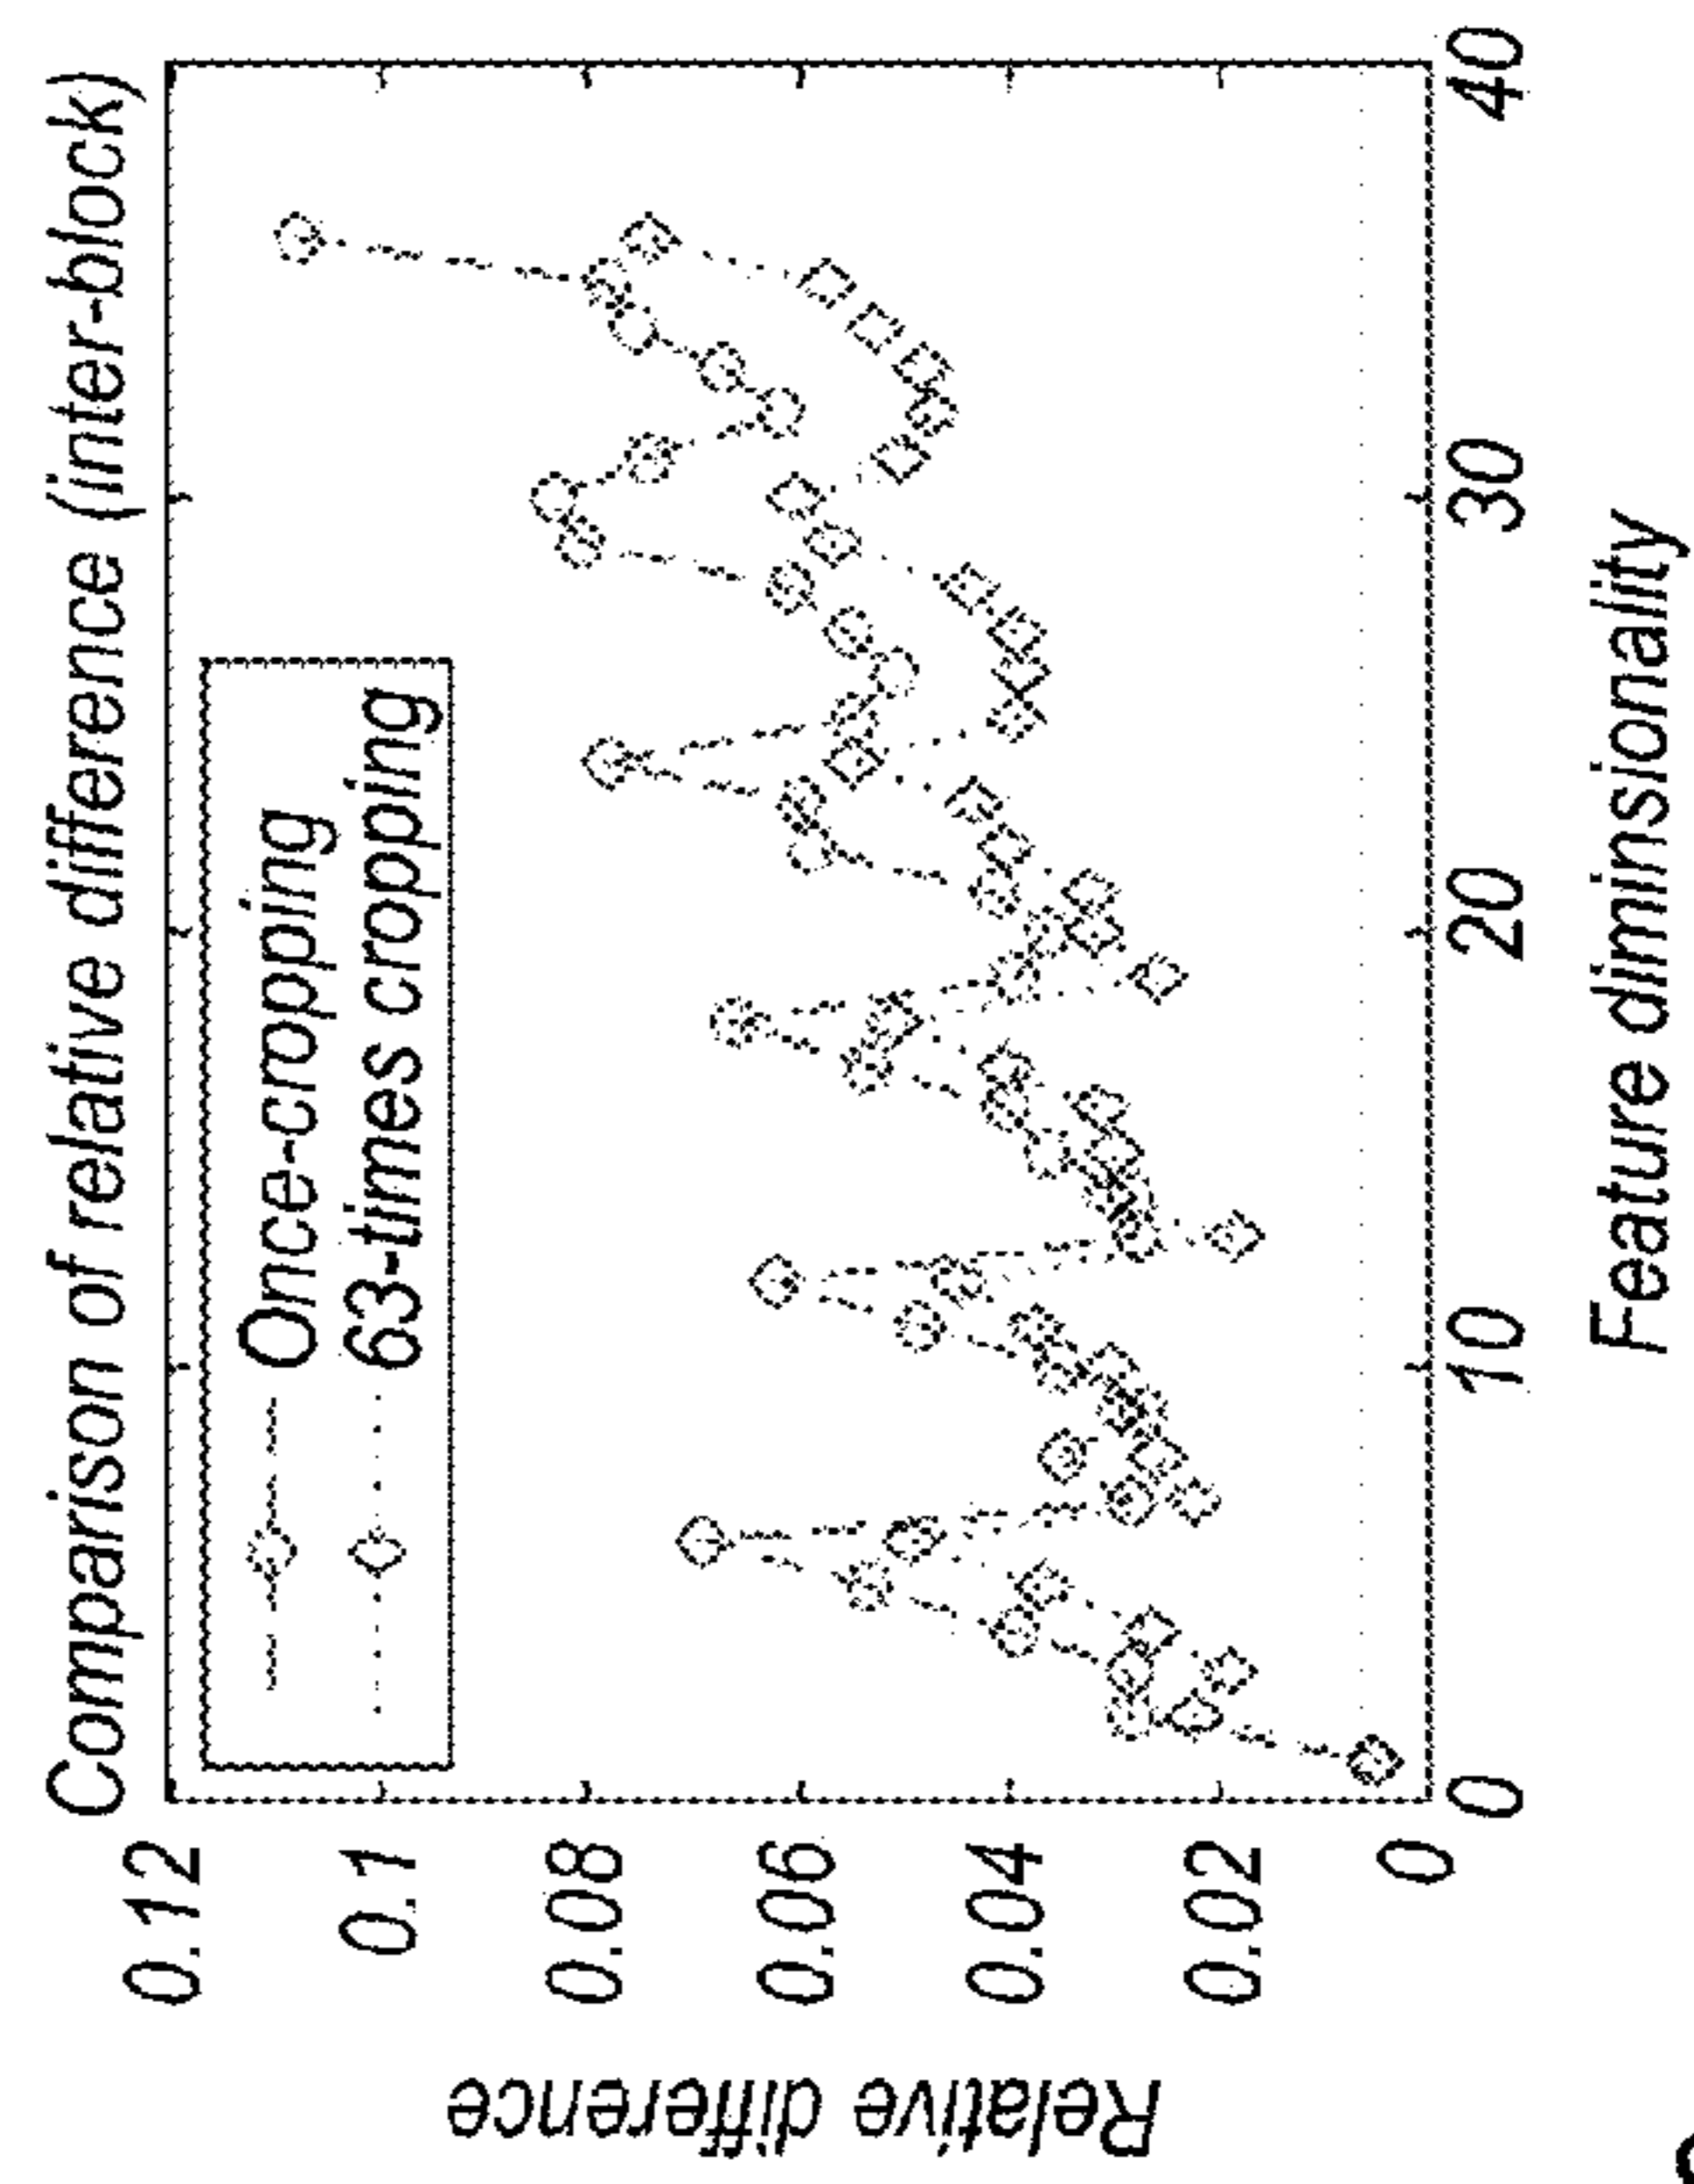 Comparison of relative difference (inter-block)
0.12
0.1
0.08
0.06
0.04
0.02
0
Relative difference
Once-cropping
63-times cropping
0 10 20 30 40
Feature diminsionality